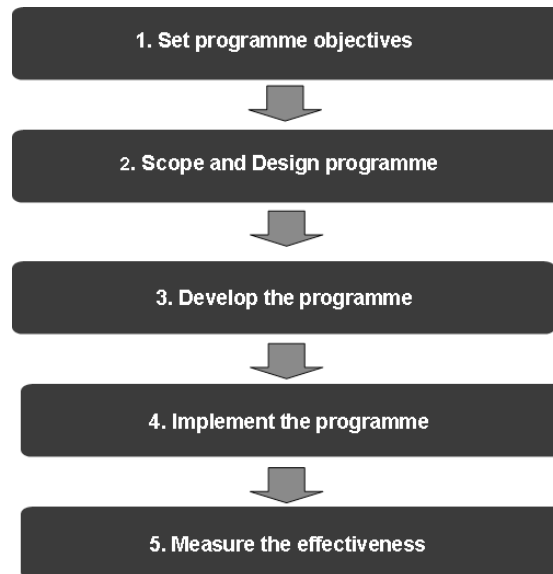 1. Set programme objectives
2. Scope and Design programme
3. Develop the programme
4. Implement the programme
5. Measure the effectiveness